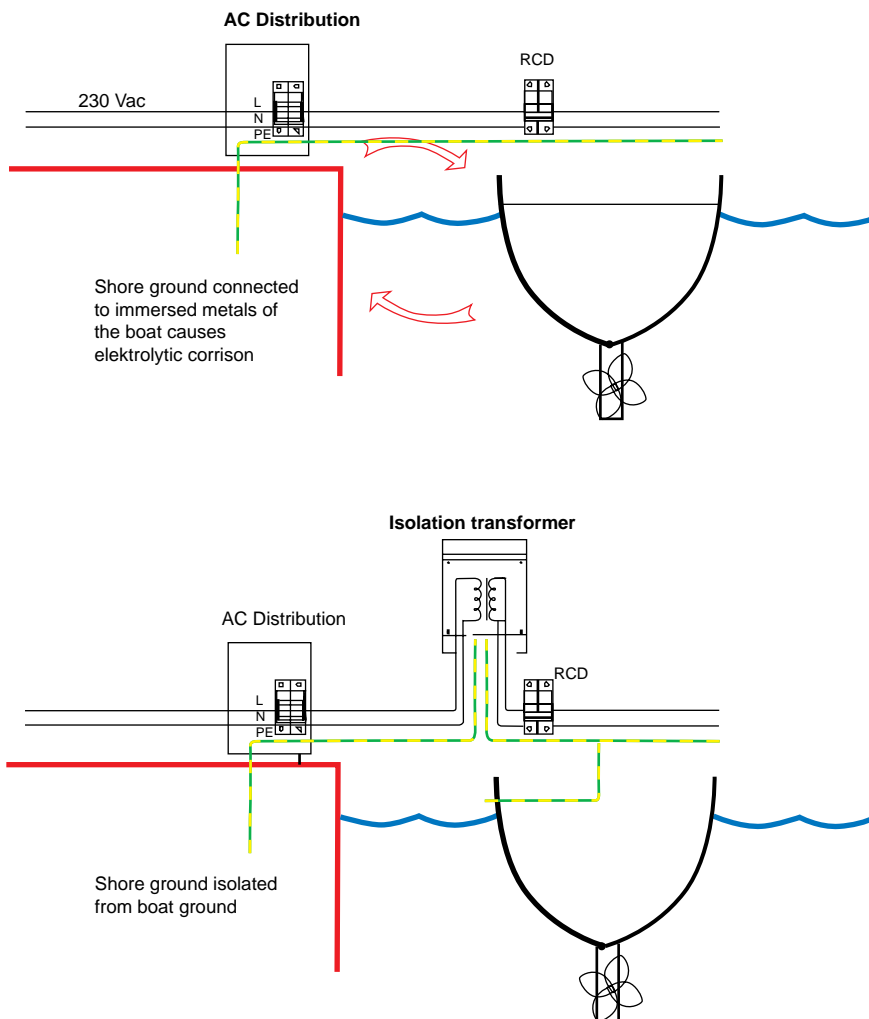 AC Distribution
RCD
230 Vac
L
N
PE
Shore ground connected
to immersed metals of
the boat causes
elektrolytic corrison
Isolation transformer
AC Distribution
RCD
L
N
PE
Shore ground isolated
from boat ground